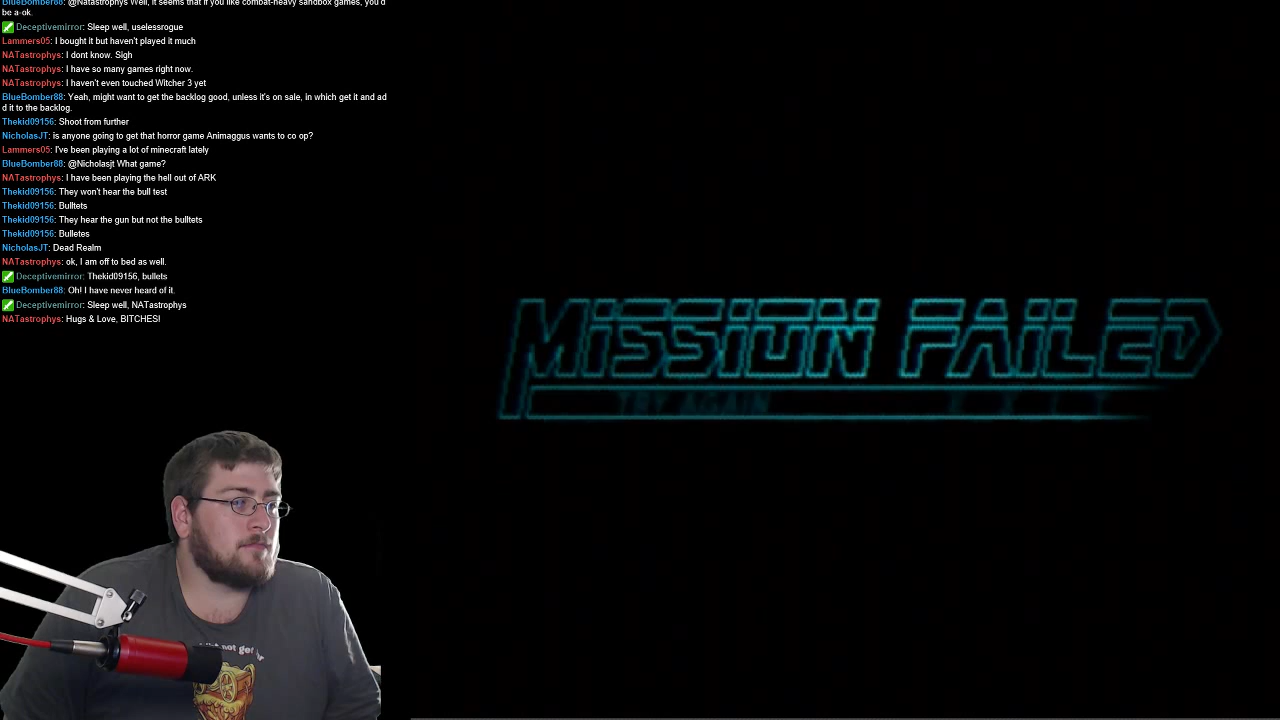 BlueBomber88: @Natastrophys Well, it seems that if you like combat-heavy sandbox games, you'd
be a-ok.
Deceptivemirror: Sleep well, uselessrogue
Lammers05: I bought it but haven't played it much
NATastrophys: I dont know. Sigh
NATastrophys: I have so many games right now.
NATastrophys: I haven't even touched Witcher 3 yet
BlueBomber88: Yeah, might want to get the backlog good, unless it's on sale, in which get it and ad
d it to the backlog.
Thekid09156: Shoot from further
NicholasJT: is anyone going to get that horror game Animaggus wants to co op?
Lammers05: I've been playing a lot of minecraft lately
BlueBomber88: @Nicholasjt What game?
NATastrophys: I have been playing the hell out of ARK
Thekid09156: They won't hear the bull test
Thekid09156: Bulltets
Thekid09156: They hear the gun but not the bulltets
Thekid09156: Bulletes
NicholasJT: Dead Realm
NATastrophys: ok, I am off to bed as well.
Deceptivemirror: Thekid09156, bullets
BlueBomber88: Oh! I have never heard of it.
Deceptivemirror: Sleep well, NATastrophys
NATastrophys: Hugs & Love, BITCHES!
MISSION FAILED
TRY AGAIN
not get